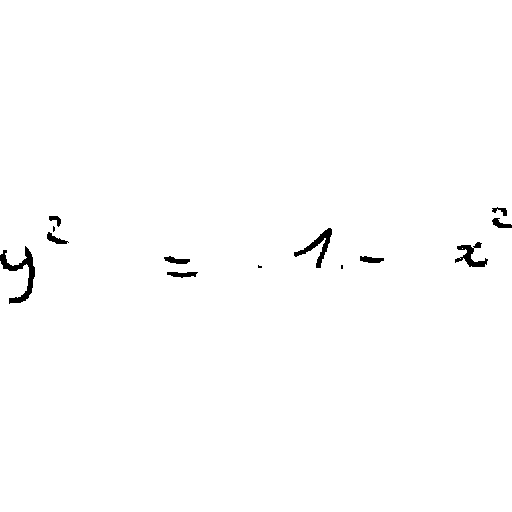 y² = . 1 . - x²